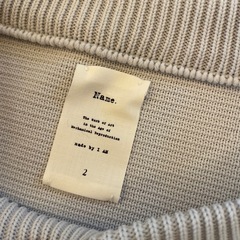 Name.
The Work of Art
in the age of
Mechanical Reproduction
made by I AM
2